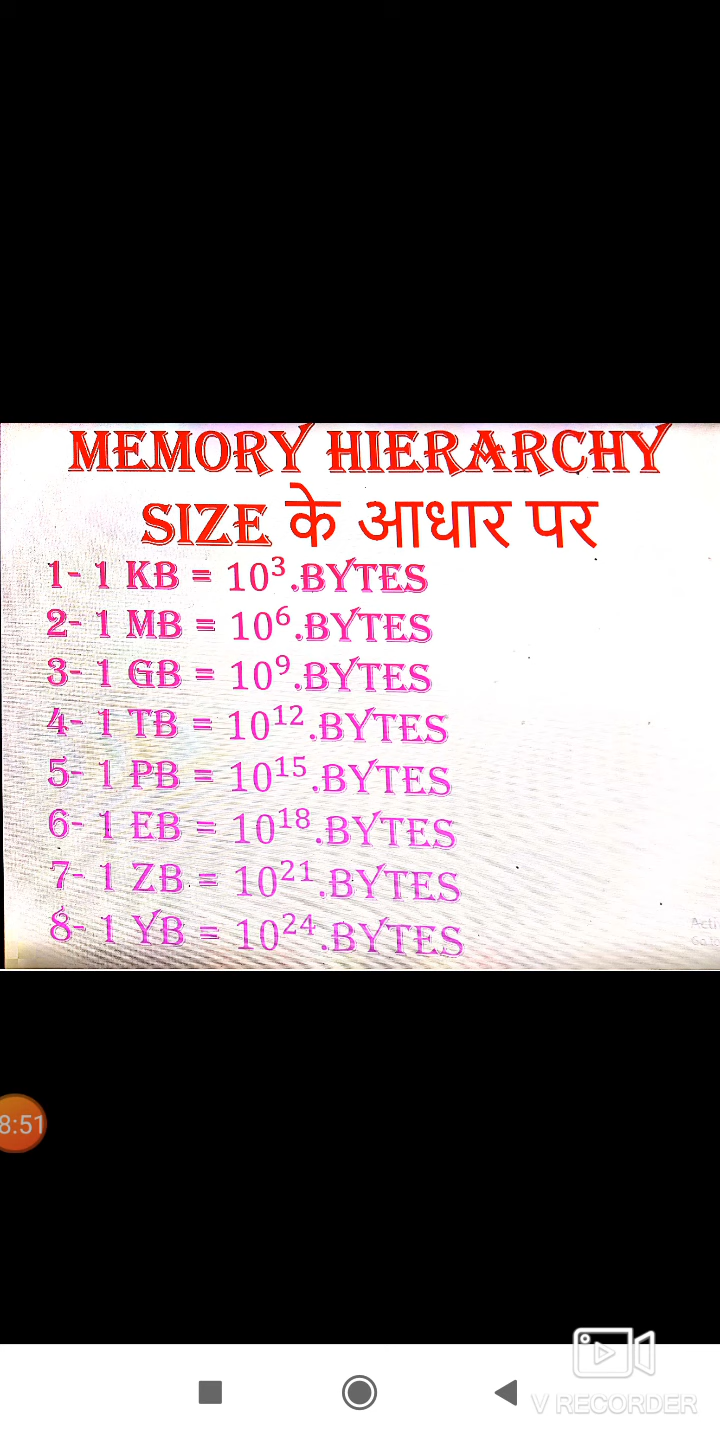 MEMORY HIERARCHY
SIZE के आधार पर
1- 1 KB = 10³.BYTES
2- 1 MB = 10⁶.BYTES
3- 1 GB = 10⁹.BYTES
4- 1 TB = 10¹².BYTES
5- 1 PB = 10¹⁵.BYTES
6- 1 EB = 10¹⁸.BYTES
7- 1 ZB = 10²¹.BYTES
8- 1 YB = 10²⁴.BYTES
8:51
V RECORDER